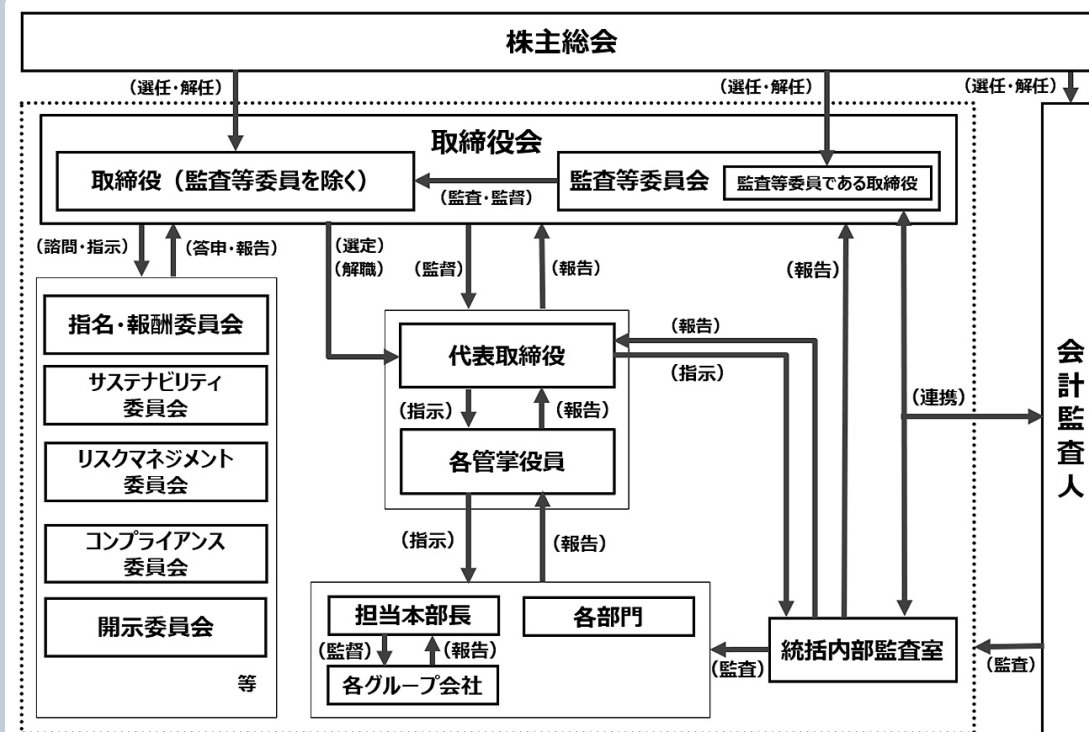 株主総会
(選任・解任)
(選任・解任)
(選任・解任)
取締役会
取締役（監査等委員を除く）
監査等委員会
監査等委員である取締役
(監査・監督)
(諮問・指示)
(答申・報告)
(選定)
(解職)
(監督)
(報告)
(報告)
指名・報酬委員会
サステナビリティ
委員会
リスクマネジメント
委員会
コンプライアンス
委員会
開示委員会
等
代表取締役
(報告)
(指示)
(指示)
(報告)
各管掌役員
(連携)
会計監査人
(指示)
(報告)
担当本部長
各部門
(監督)
(報告)
各グループ会社
(監査)
統括内部監査室
(監査)